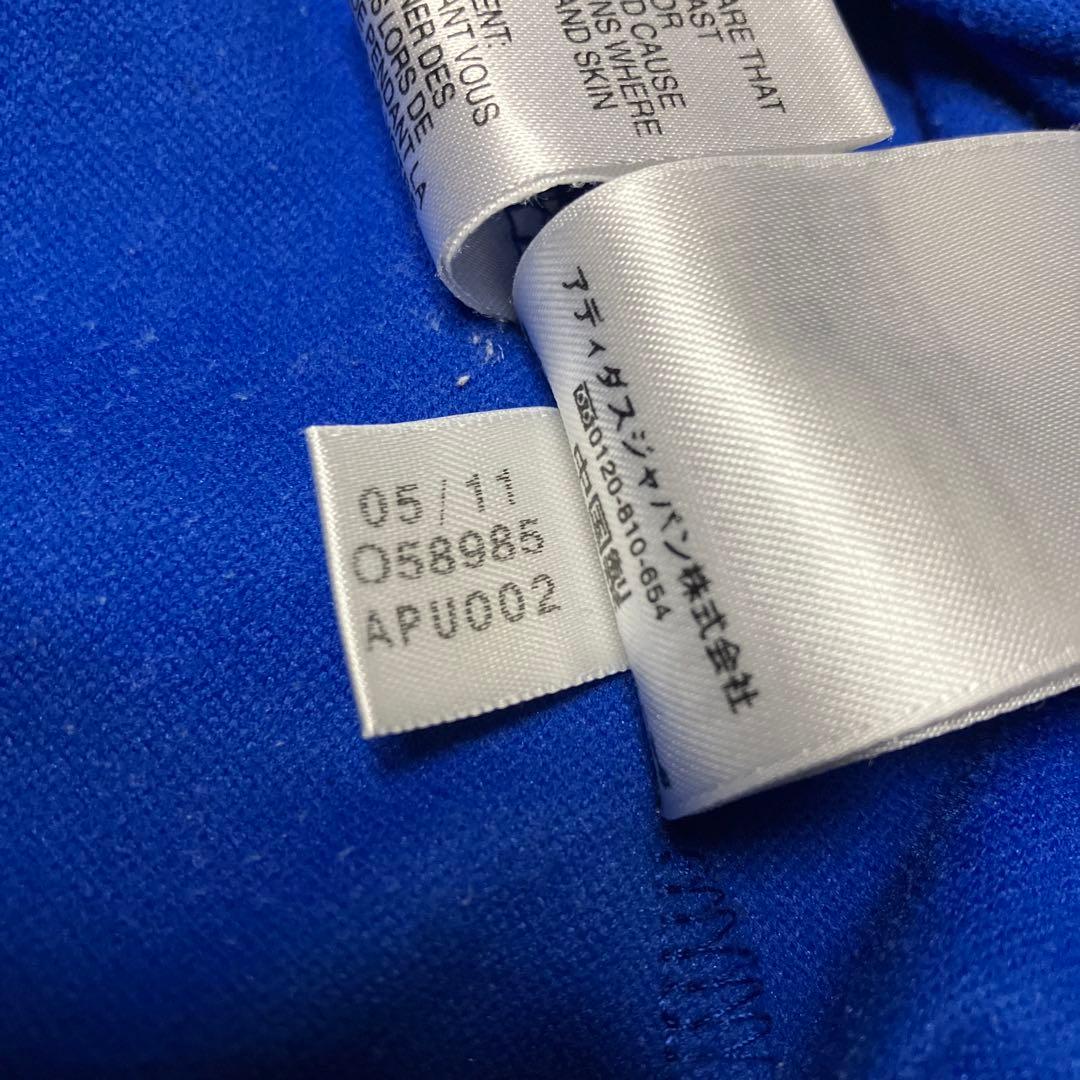 ENT:
ANT VOUS
NER DES
S LORS DE
E PENDANT LA
ARE THAT
AST
OR
D CAUSE
NS WHERE
AND SKIN
アディダスジャパン株式会社
0120-810-654
中国製
05/11
O58985
APU002